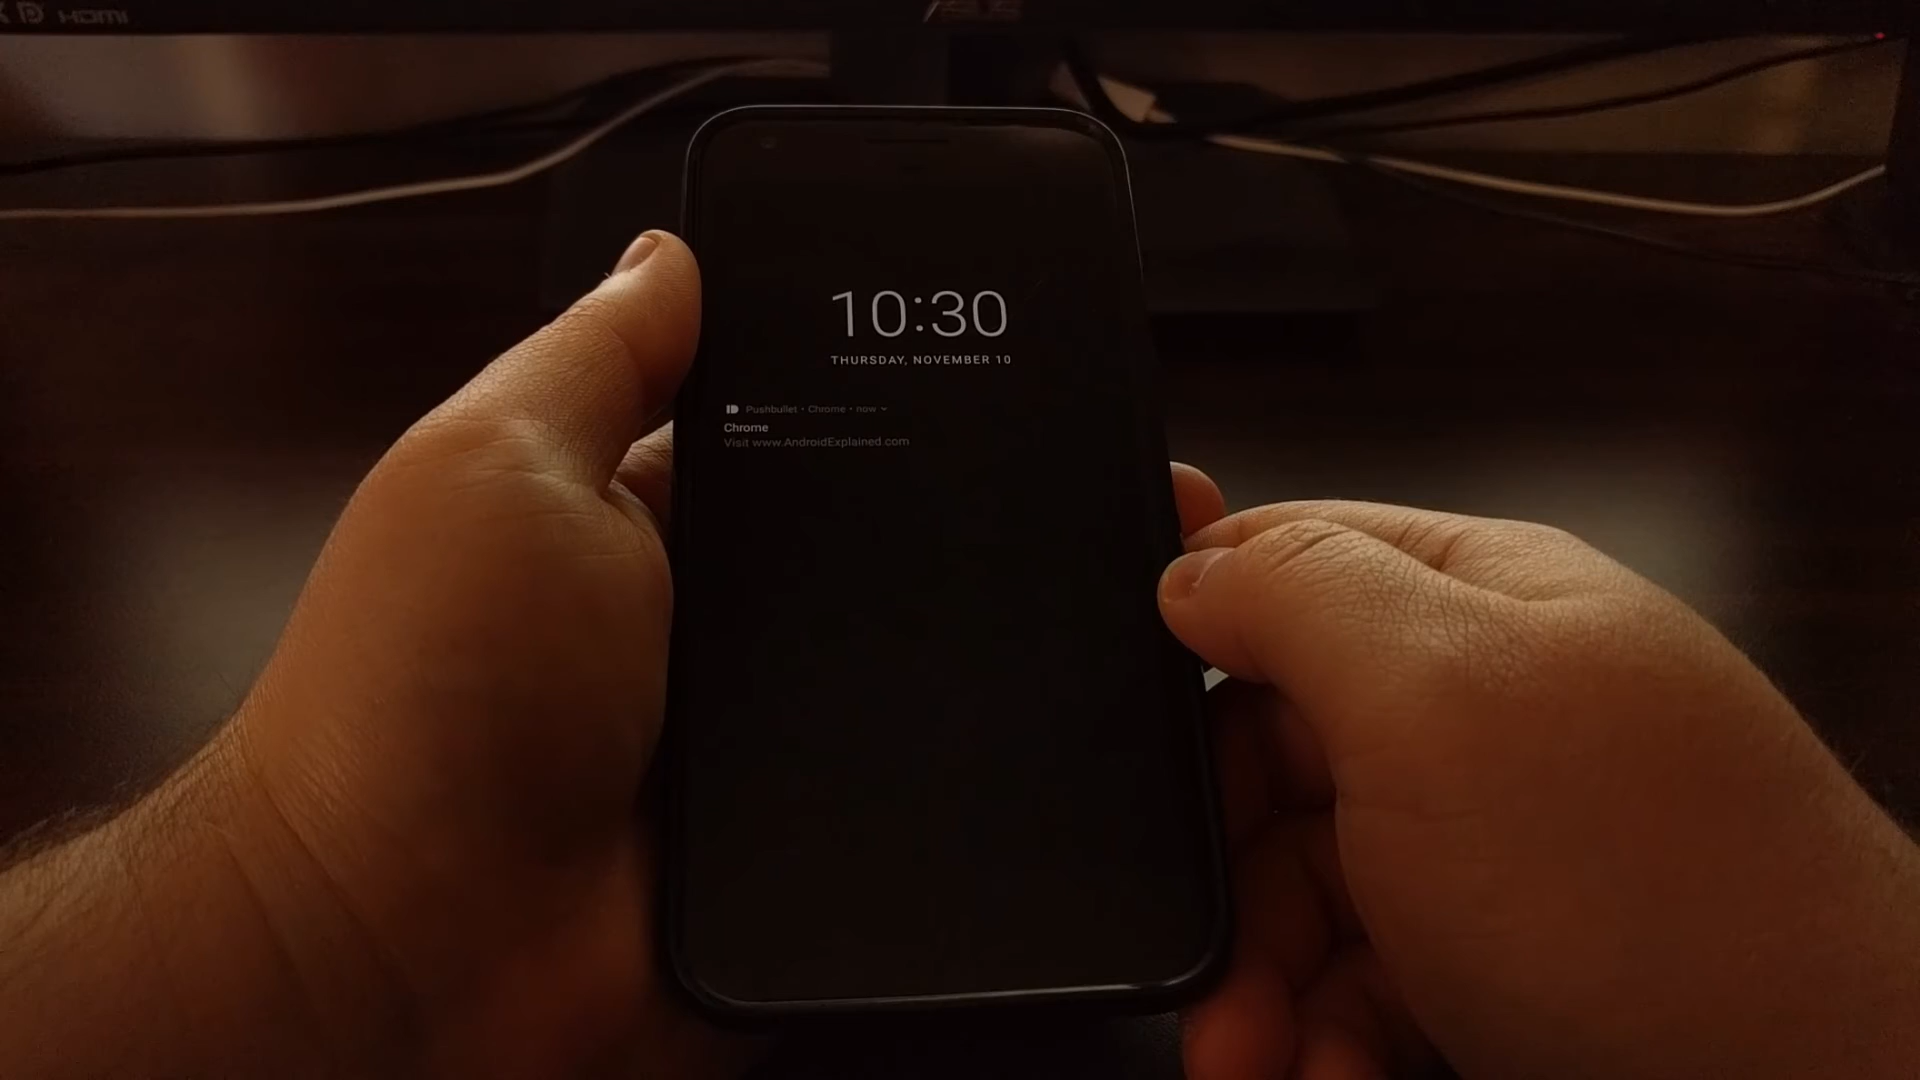 HDMI
10:30
THURSDAY, NOVEMBER 10
Pushbullet • Chrome • now
Chrome
Visit www.AndroidExplained.com